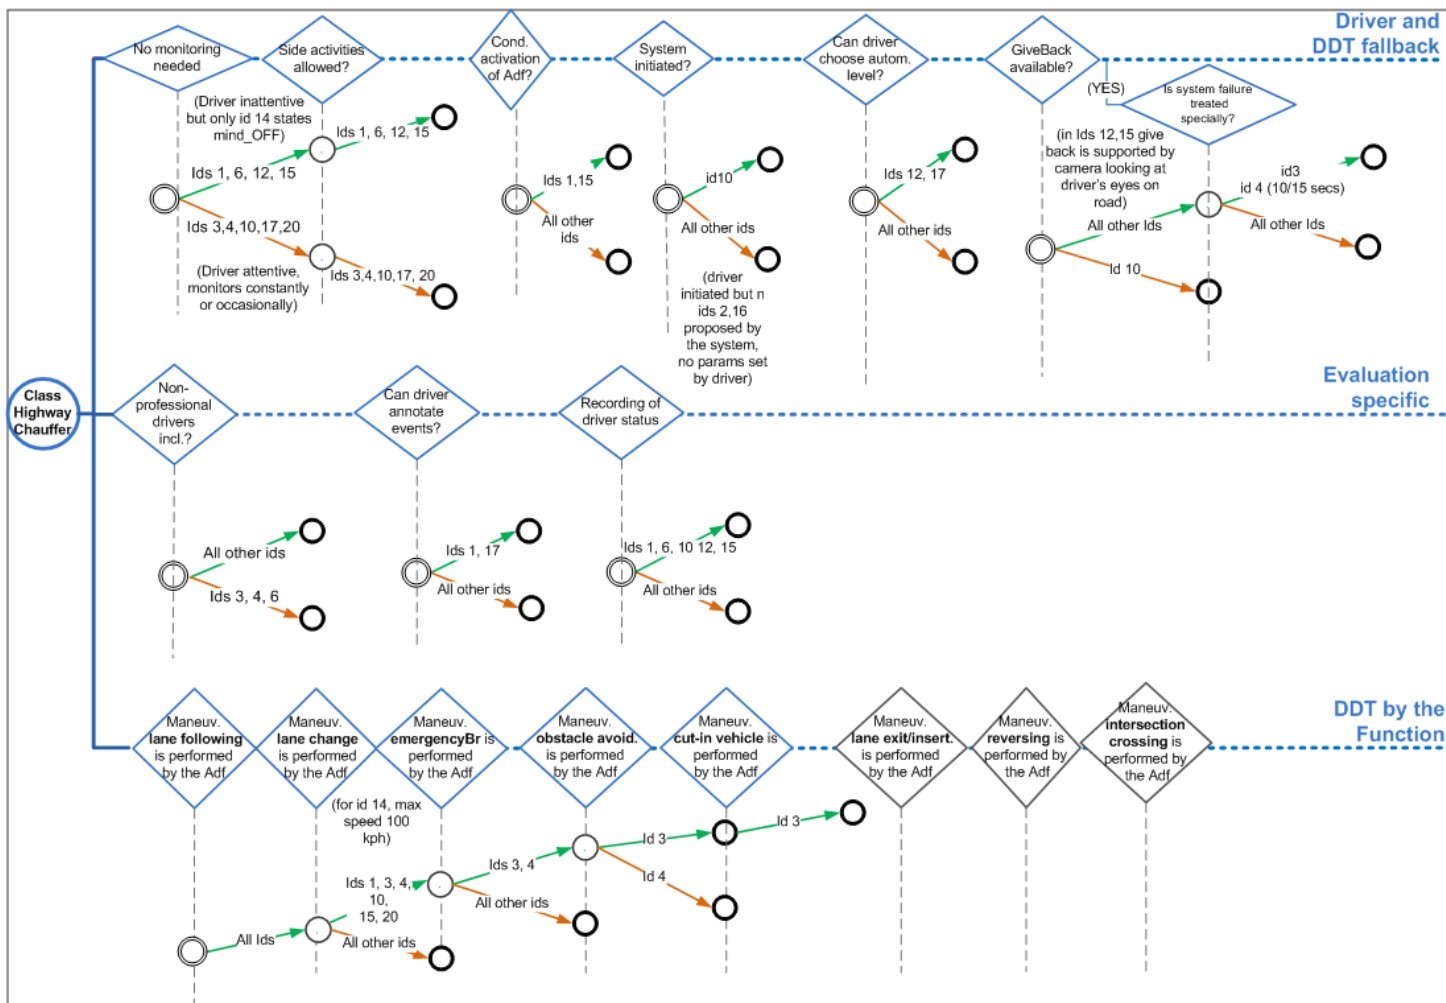 Driver and
DDT fallback
No monitoring
needed
Side activities
allowed?
Cond.
activation
of Adf?
System
initiated?
Can driver
choose autom.
level?
GiveBack
available?
(YES)
Is system failure
treated
specially?
(Driver inattentive
but only id 14 states
mind_OFF)
Ids 1, 6, 12, 15
Ids 1, 6, 12, 15
Ids 3,4,10,17,20
Ids 3,4,10,17, 20
(Driver attentive,
monitors constantly
or occasionally)
Ids 1,15
All other
ids
id10
All other ids
(driver
initiated but n
ids 2,16
proposed by
the system,
no params set
by driver)
Ids 12, 17
All other ids
(in Ids 12,15 give
back is supported by
camera looking at
driver's eyes on
road)
All other Ids
Id 10
id3
id 4 (10/15 secs)
All other Ids
Class
Highway
Chauffer
Evaluation
specific
Non-
professional
drivers
incl.?
Can driver
annotate
events?
Recording of
driver status
All other ids
Ids 3, 4, 6
Ids 1, 17
All other ids
Ids 1, 6, 10 12, 15
All other ids
DDT by the
Function
Maneuv.
lane following
is performed
by the Adf
Maneuv.
lane change
is performed
by the Adf
Maneuv.
emergencyBr is
performed
by the Adf
Maneuv.
obstacle avoid.
is performed
by the Adf
Maneuv.
cut-in vehicle is
performed
by the Adf
Maneuv.
lane exit/insert.
is performed
by the Adf
Maneuv.
reversing is
performed
by the Adf
Maneuv.
intersection
crossing is
performed by
the Adf
(for id 14, max
speed 100
kph)
All Ids
Ids 1, 3, 4,
10,
15, 20
All other ids
Ids 3, 4
All other ids
Id 3
Id 4
Id 3